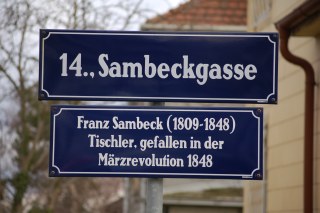 14., Sambeckgasse
Franz Sambeck (1809-1848)
Tischler, gefallen in der
Märzrevolution 1848